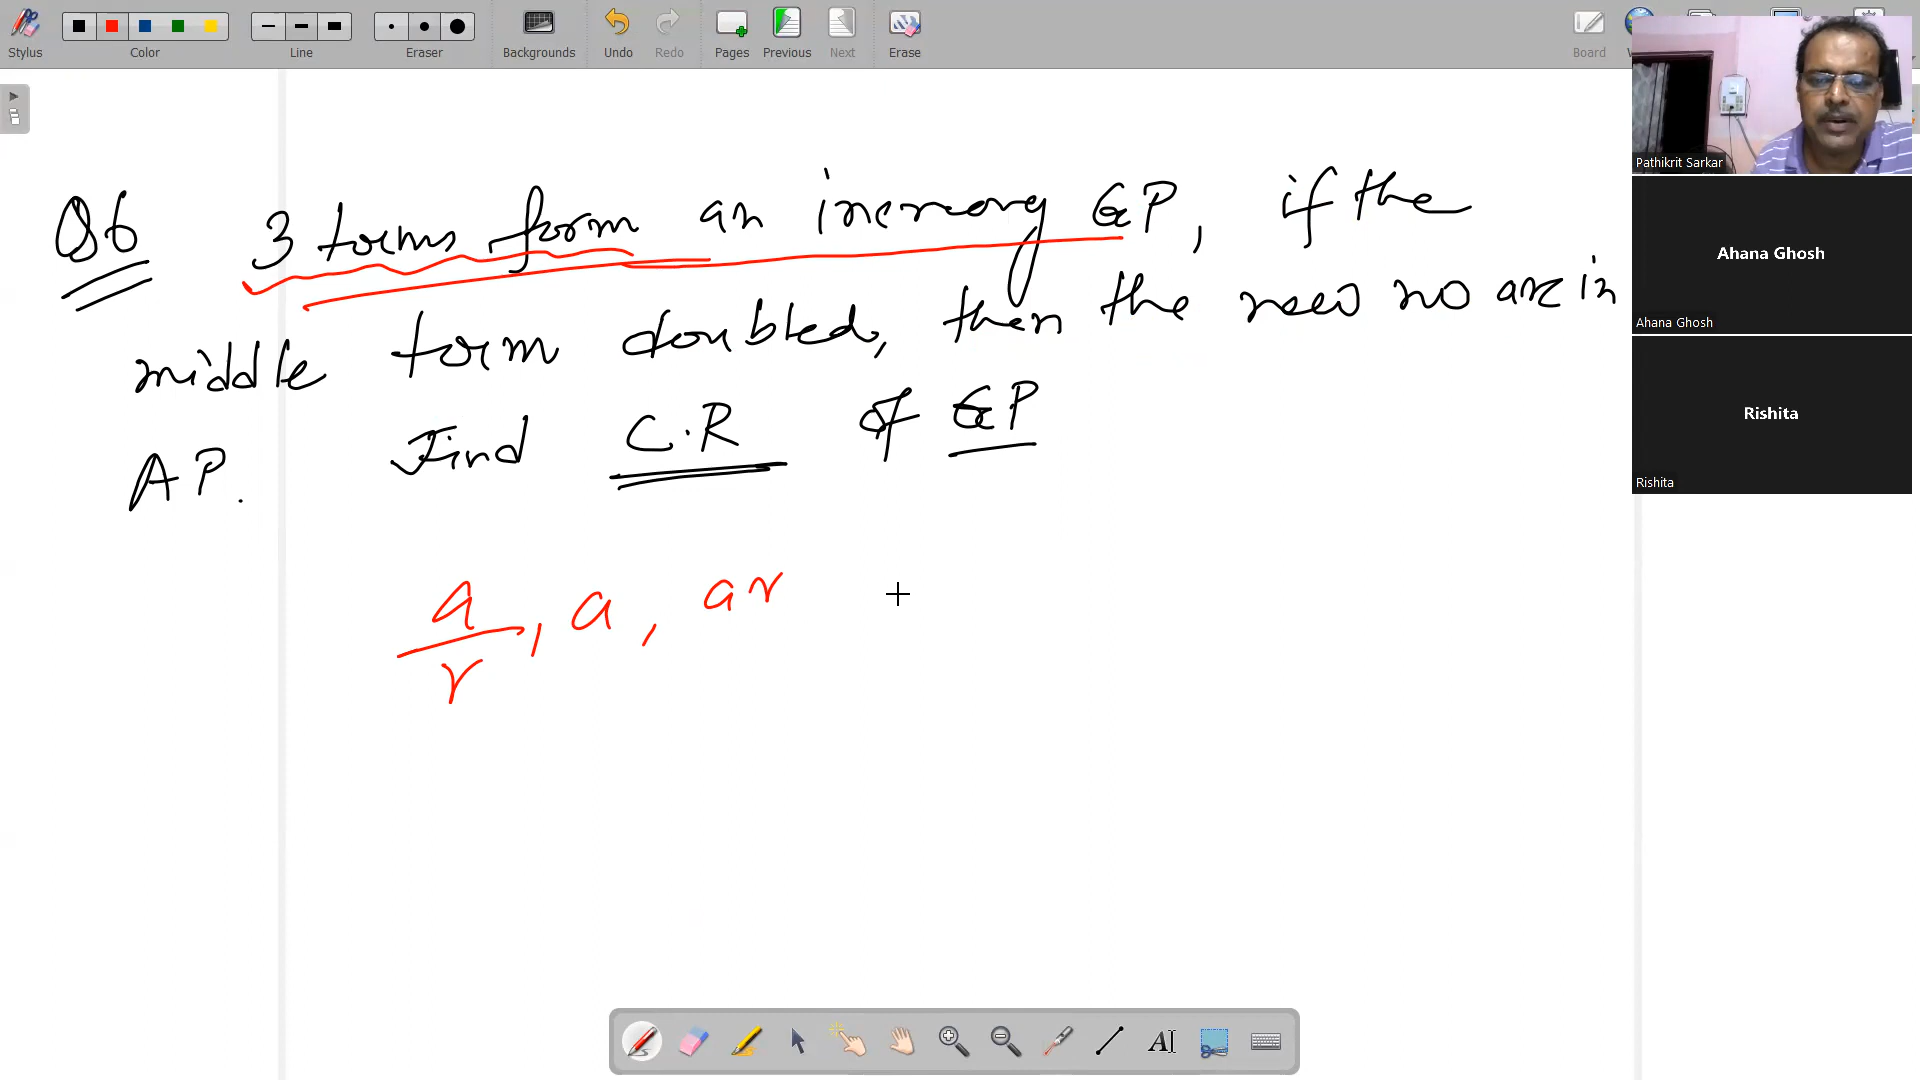 Stylus Color Line Eraser Backgrounds Undo Redo Pages Previous Next Erase Board
Pathikrit Sarkar
Ahana Ghosh
Ahana Ghosh
Rishita
Rishita
Q6 3 terms form an increasing GP, if the
middle term doubled, then the new no are in
AP. Find C.R of GP
a/r, a, ar